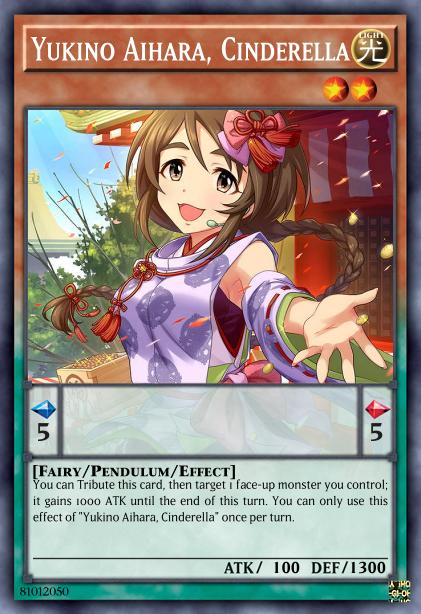 YUKINO AIHARA, CINDERELLA
LIGHT
光
5
5
[FAIRY/PENDULUM/EFFECT]
You can Tribute this card, then target 1 face-up monster you control;
it gains 1000 ATK until the end of this turn. You can only use this
effect of "Yukino Aihara, Cinderella" once per turn.
ATK/ 100 DEF/1300
81012050